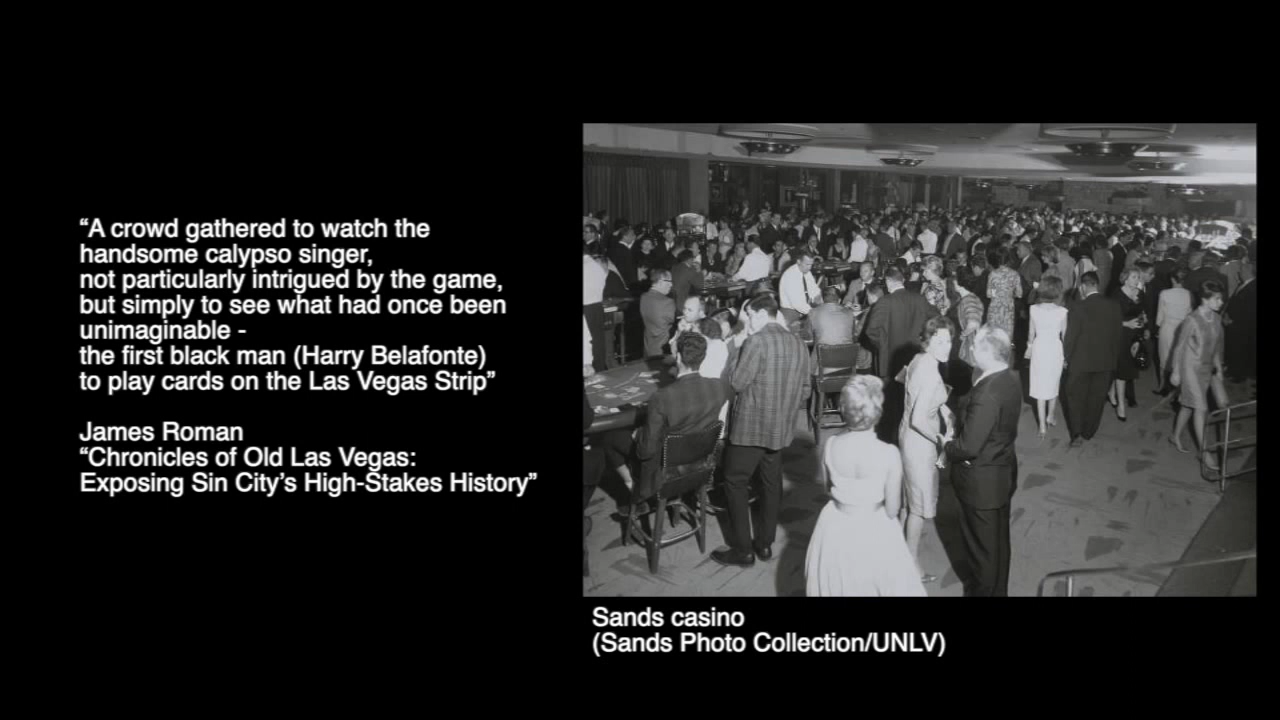 “A crowd gathered to watch the
handsome calypso singer,
not particularly intrigued by the game,
but simply to see what had once been
unimaginable -
the first black man (Harry Belafonte)
to play cards on the Las Vegas Strip”
James Roman
“Chronicles of Old Las Vegas:
Exposing Sin City’s High-Stakes History”
Sands casino
(Sands Photo Collection/UNLV)